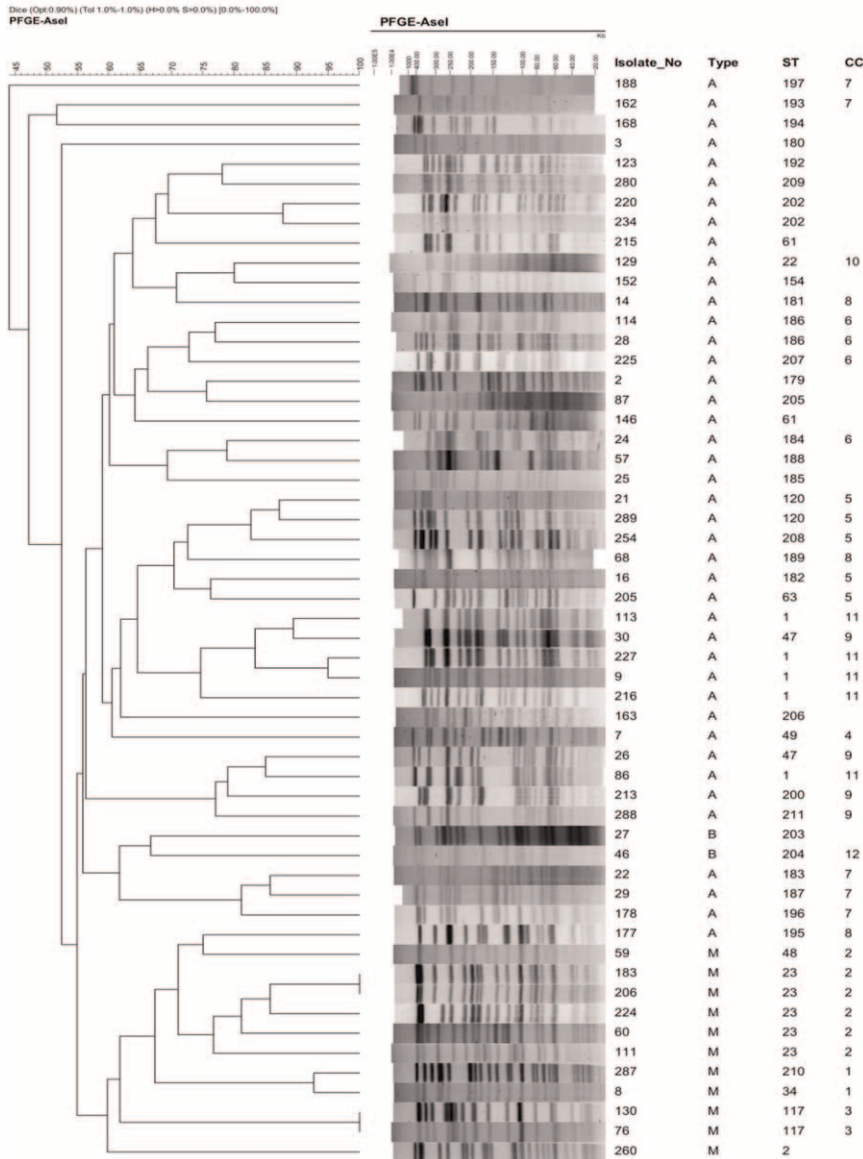 Dice (Opt:0.90%) (Tol 1.0%-1.0%) (H>0.0% S>0.0%) [0.0%-100.0%]
PFGE-AseI PFGE-AseI
Kb
45 50 55 60 65 70 75 80 85 90 95 100
Isolate_No Type ST CC
188 A 197 7
162 A 193 7
168 A 194
3 A 180
123 A 192
280 A 209
220 A 202
234 A 202
215 A 61
129 A 22 10
152 A 154
14 A 181 8
114 A 186 6
28 A 186 6
225 A 207 6
2 A 179
87 A 205
146 A 61
24 A 184 6
57 A 188
25 A 185
21 A 120 5
289 A 120 5
254 A 208 5
68 A 189 8
16 A 182 5
205 A 63 5
113 A 1 11
30 A 47 9
227 A 1 11
9 A 1 11
216 A 1 11
163 A 206
7 A 49 4
26 A 47 9
86 A 1 11
213 A 200 9
288 A 211 9
27 B 203
46 B 204 12
22 A 183 7
29 A 187 7
178 A 196 7
177 A 195 8
59 M 48 2
183 M 23 2
206 M 23 2
224 M 23 2
60 M 23 2
111 M 23 2
287 M 210 1
8 M 34 1
130 M 117 3
76 M 117 3
260 M 2